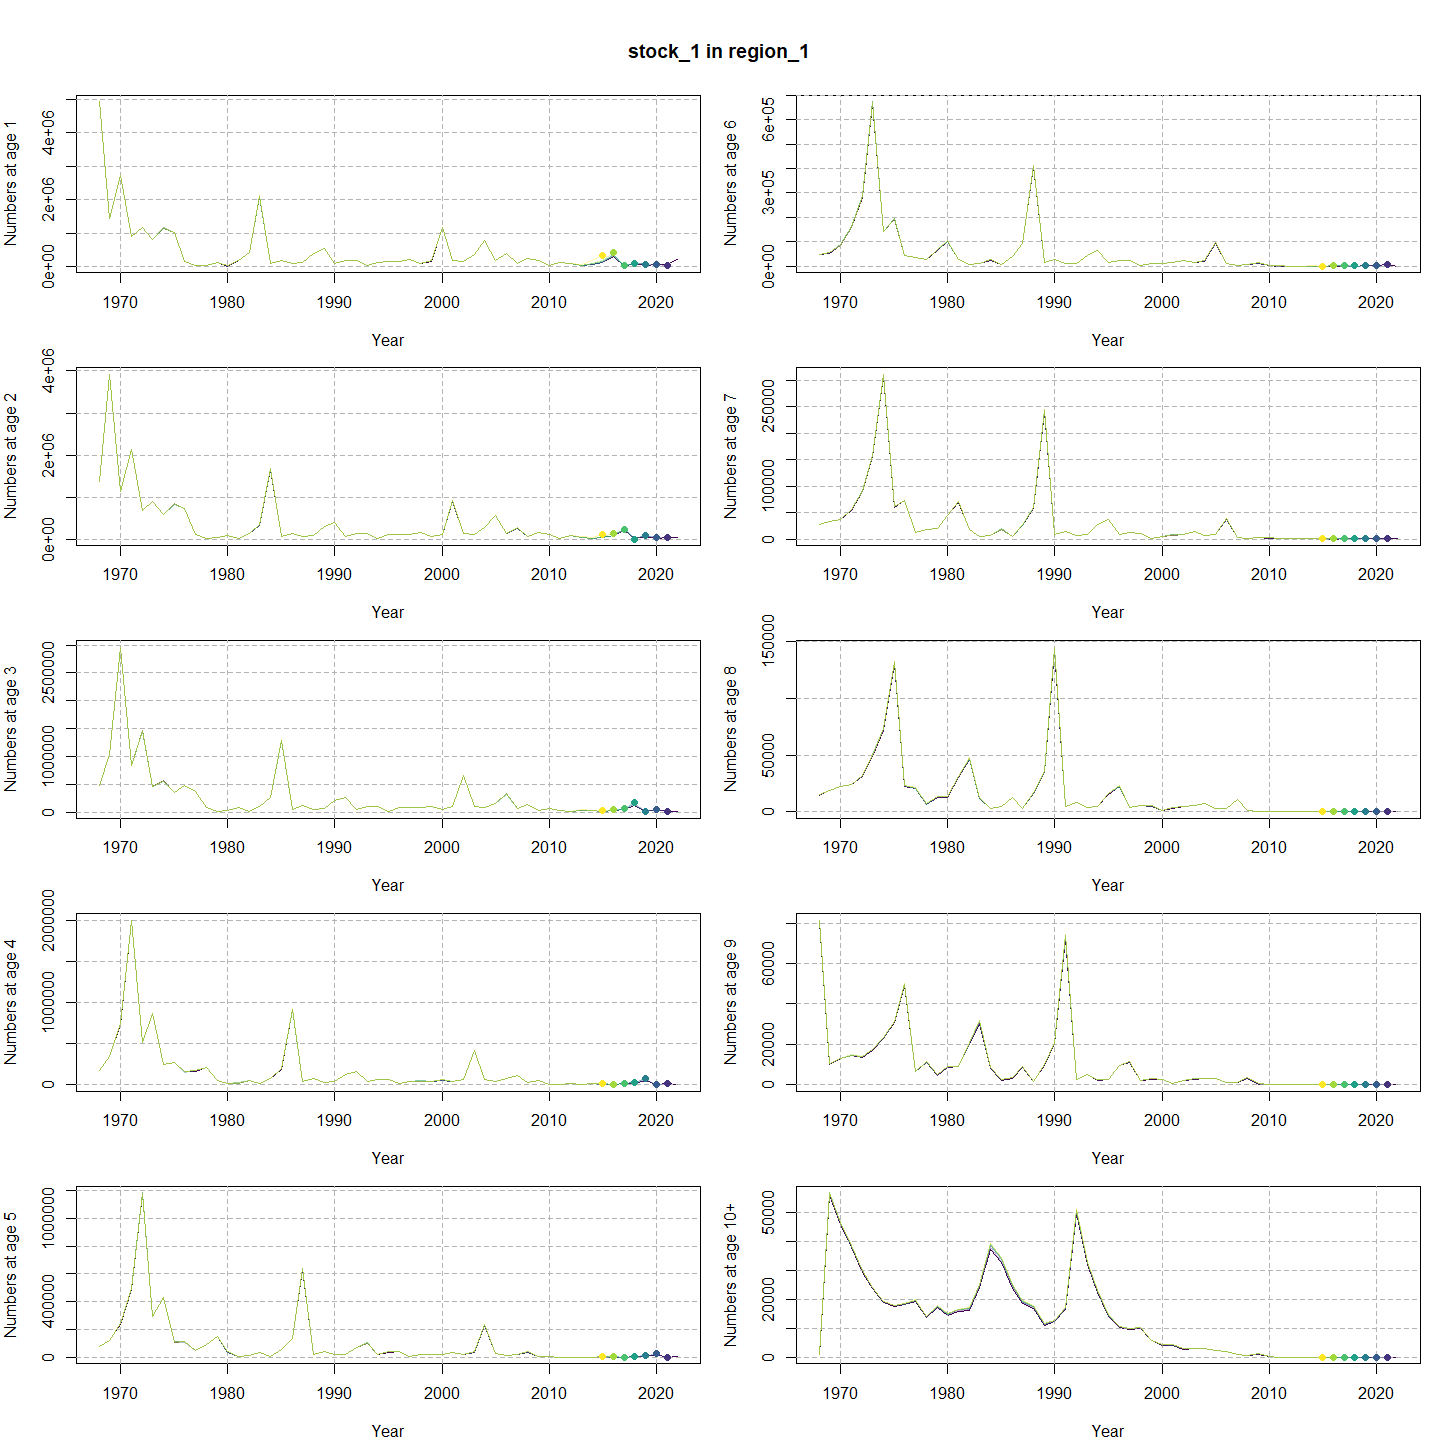 stock_1 in region_1
Numbers at age 1
0e+00 2e+06 4e+06
1970 1980 1990 2000 2010 2020
Year
Numbers at age 6
0e+00 3e+05 6e+05
1970 1980 1990 2000 2010 2020
Year
Numbers at age 2
0e+00 2e+06 4e+06
1970 1980 1990 2000 2010 2020
Year
Numbers at age 7
0 100000 250000
1970 1980 1990 2000 2010 2020
Year
Numbers at age 3
0 1000000 2500000
1970 1980 1990 2000 2010 2020
Year
Numbers at age 8
0 50000 150000
1970 1980 1990 2000 2010 2020
Year
Numbers at age 4
0 1000000 2000000
1970 1980 1990 2000 2010 2020
Year
Numbers at age 9
0 20000 60000
1970 1980 1990 2000 2010 2020
Year
Numbers at age 5
0 400000 1000000
1970 1980 1990 2000 2010 2020
Year
Numbers at age 10+
0 20000 50000
1970 1980 1990 2000 2010 2020
Year